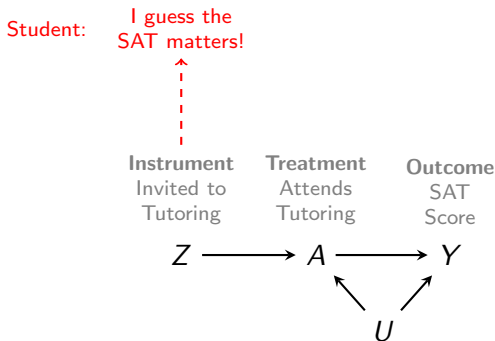 Student:
I guess the
SAT matters!
Instrument
Invited to
Tutoring
Treatment
Attends
Tutoring
Outcome
SAT
Score
Z
A
Y
U